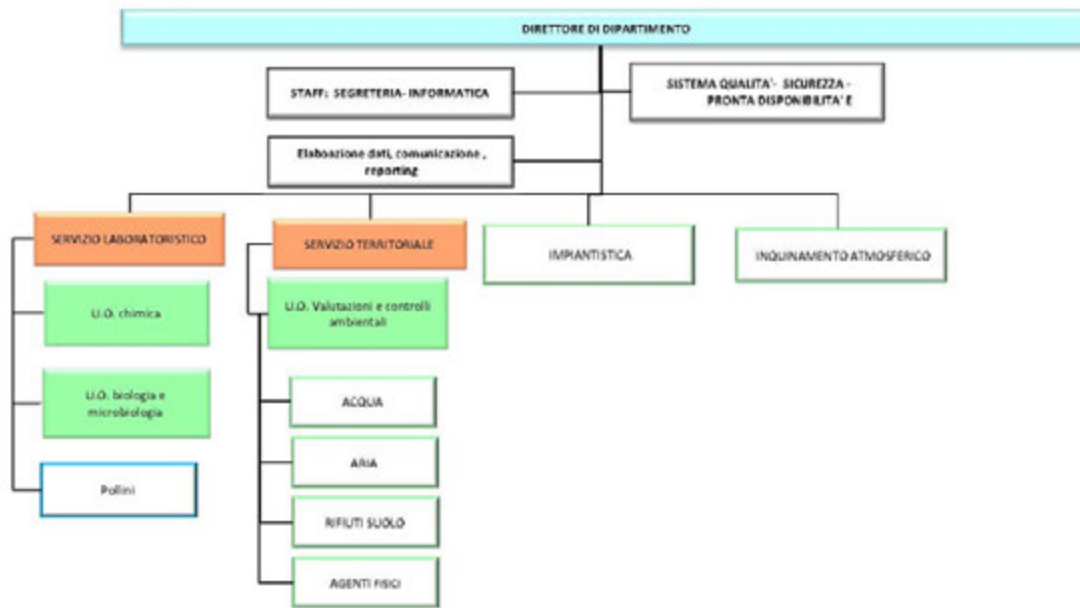 DIRETTORE DI DIPARTIMENTO
STAFF: SEGRETERIA- INFORMATICA
SISTEMA QUALITA'- SICUREZZA -
PRONTA DISPONIBILITA' E
Elaboazione dati, comunicazione ,
reporting
SERVIZIO LABORATORISTICO
SERVIZIO TERRITORIALE
IMPIANTISTICA
INQUINAMENTO ATMOSFERICO
U.O. chimica
U.O. Valutazioni e controlli
ambientali
U.O. biologia e
microbiologia
ACQUA
Pollini
ARIA
RIFIUTI SUOLO
AGENTI FISICI